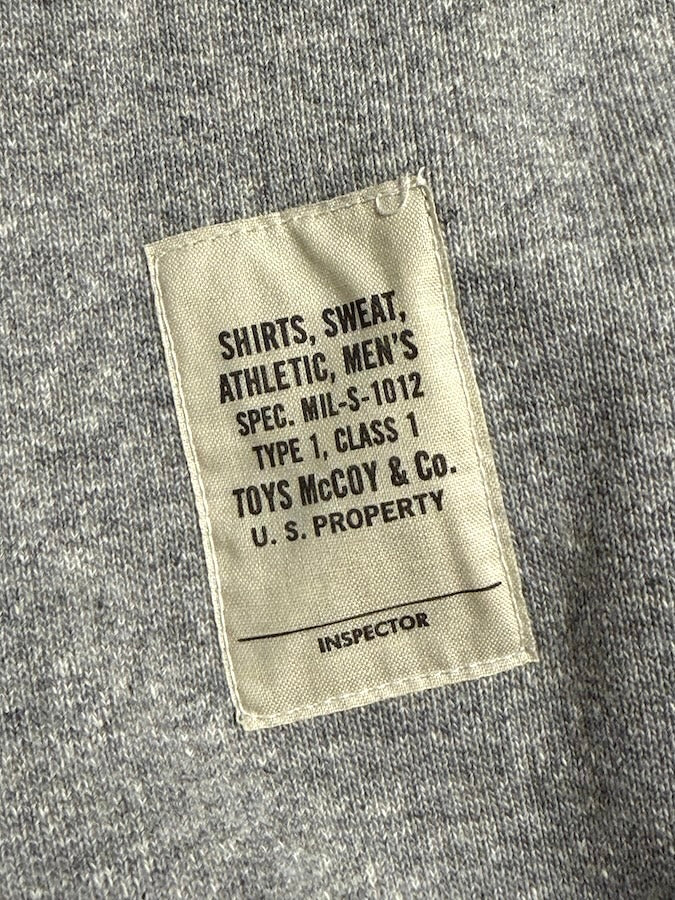 SHIRTS, SWEAT,
ATHLETIC, MEN'S
SPEC. MIL-S-1012
TYPE 1, CLASS 1
TOYS McCOY & Co.
U. S. PROPERTY
INSPECTOR